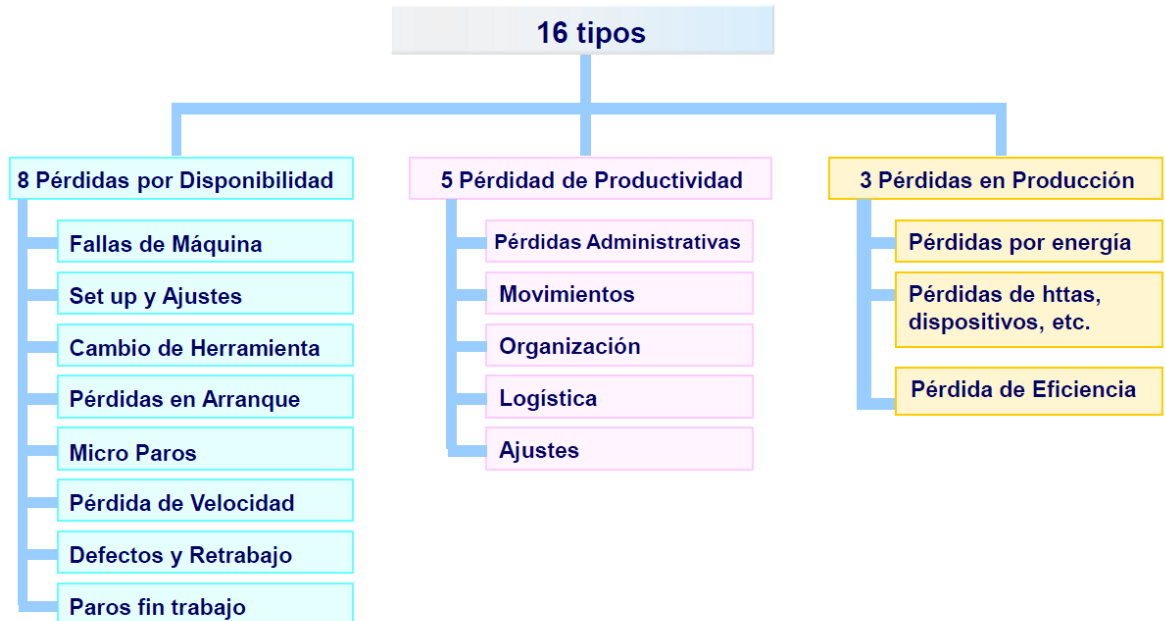 16 tipos
8 Pérdidas por Disponibilidad
Fallas de Máquina
Set up y Ajustes
Cambio de Herramienta
Pérdidas en Arranque
Micro Paros
Pérdida de Velocidad
Defectos y Retrabajo
Paros fin trabajo
5 Pérdidad de Productividad
Pérdidas Administrativas
Movimientos
Organización
Logística
Ajustes
3 Pérdidas en Producción
Pérdidas por energía
Pérdidas de httas,
dispositivos, etc.
Pérdida de Eficiencia